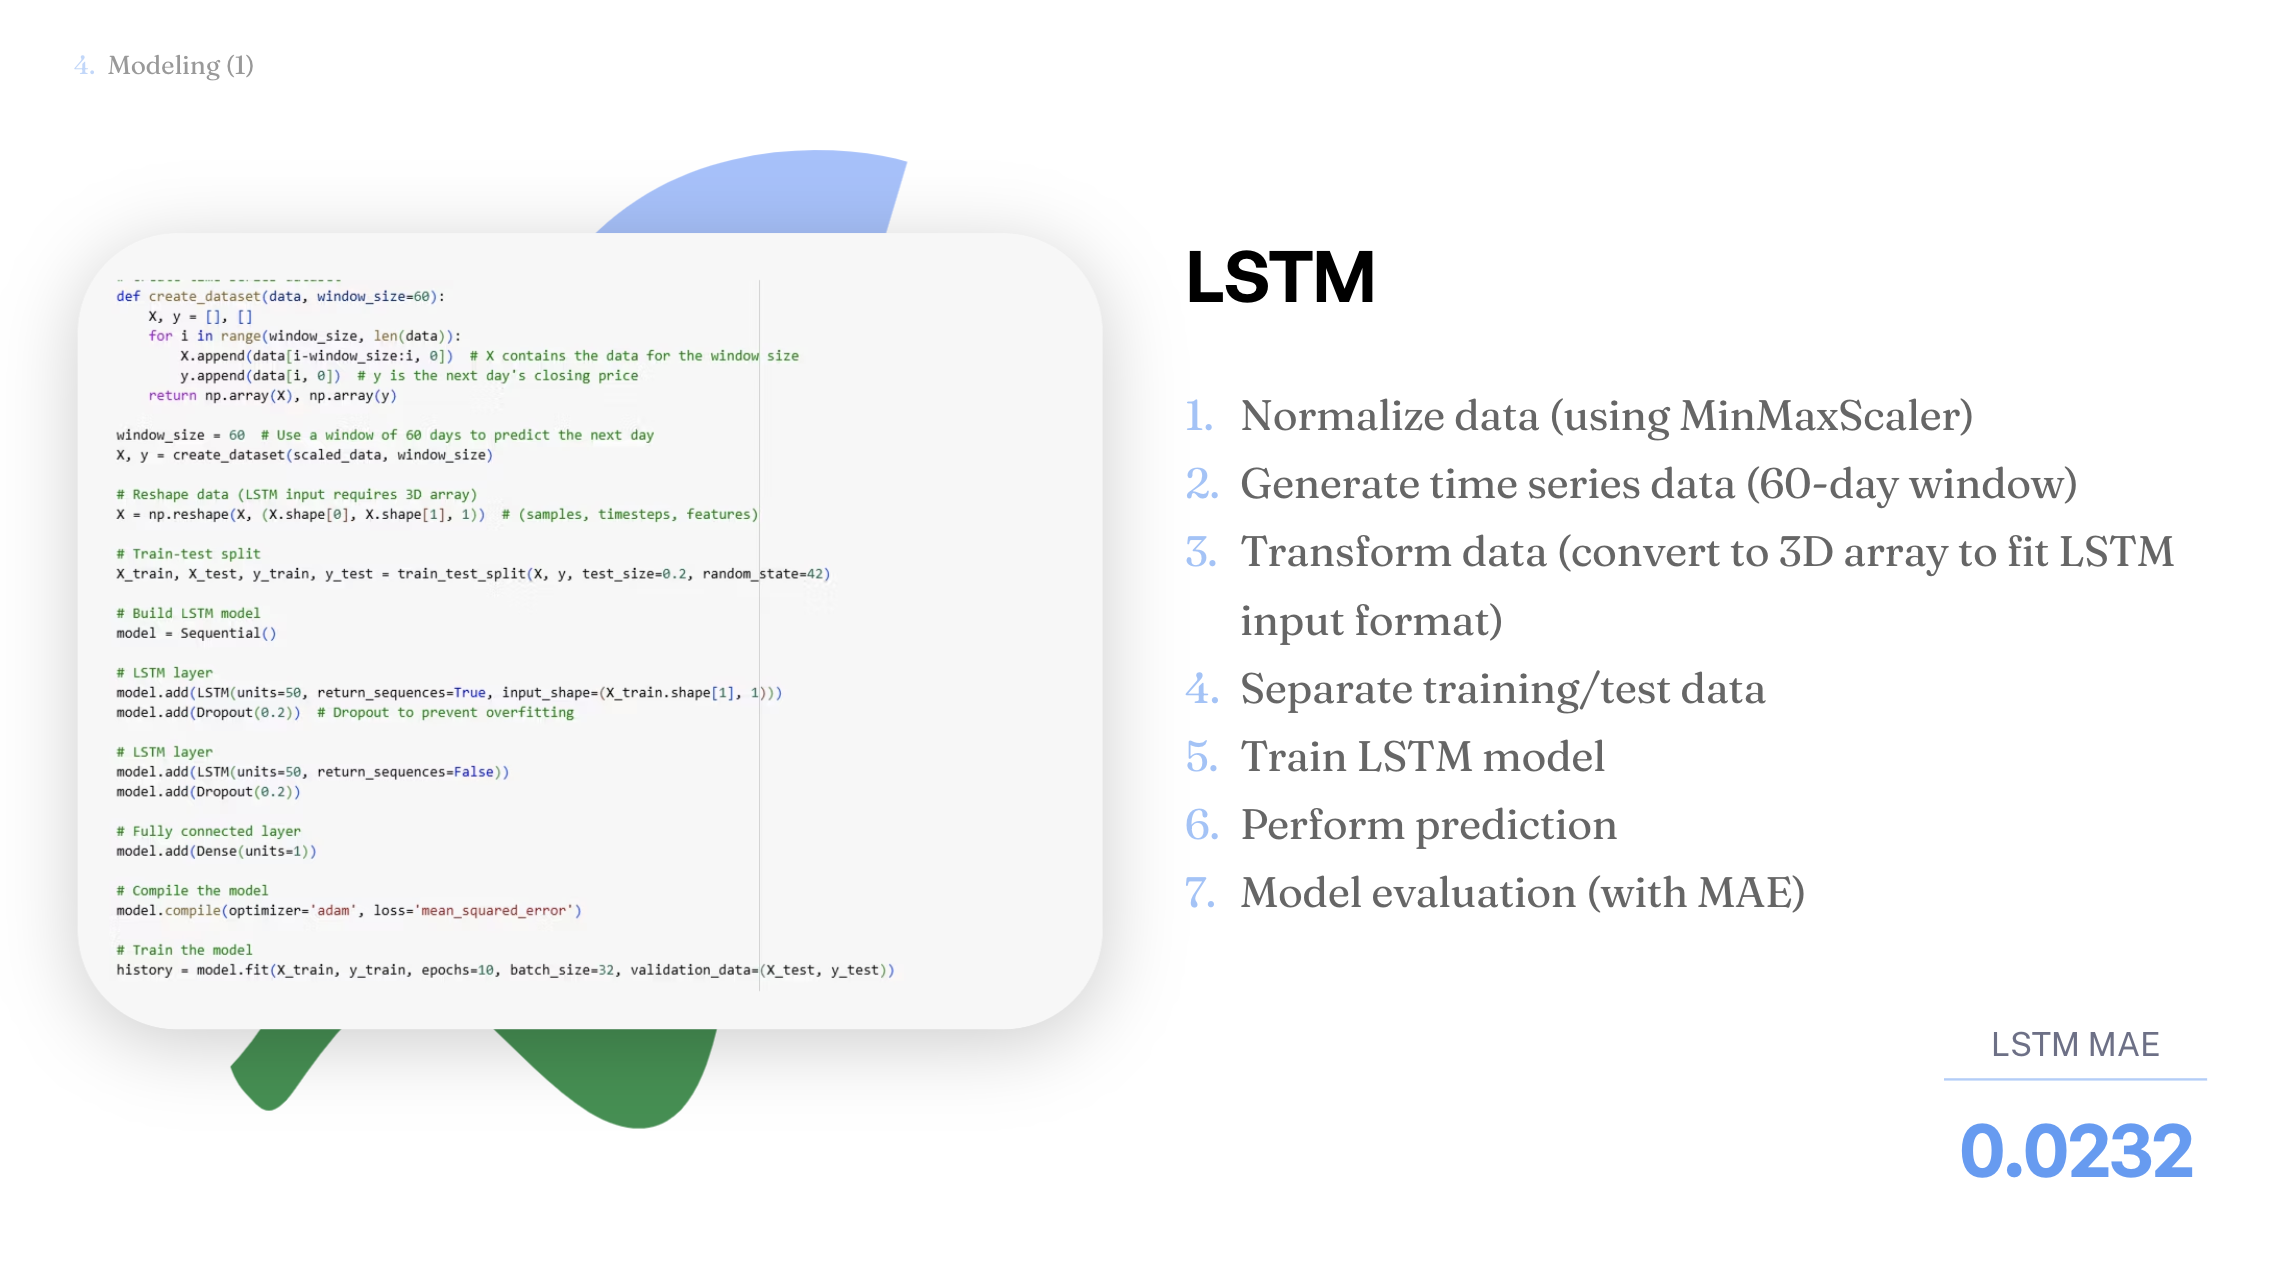 4. Modeling (1)
def create_dataset(data, window_size=60):
    X, y = [], []
    for i in range(window_size, len(data)):
        X.append(data[i-window_size:i, 0])  # X contains the data for the window size
        y.append(data[i, 0])  # y is the next day's closing price
    return np.array(X), np.array(y)
window_size = 60  # Use a window of 60 days to predict the next day
X, y = create_dataset(scaled_data, window_size)
# Reshape data (LSTM input requires 3D array)
X = np.reshape(X, (X.shape[0], X.shape[1], 1))  # (samples, timesteps, features)
# Train-test split
X_train, X_test, y_train, y_test = train_test_split(X, y, test_size=0.2, random_state=42)
# Build LSTM model
model = Sequential()
# LSTM layer
model.add(LSTM(units=50, return_sequences=True, input_shape=(X_train.shape[1], 1)))
model.add(Dropout(0.2))  # Dropout to prevent overfitting
# LSTM layer
model.add(LSTM(units=50, return_sequences=False))
model.add(Dropout(0.2))
# Fully connected layer
model.add(Dense(units=1))
# Compile the model
model.compile(optimizer='adam', loss='mean_squared_error')
# Train the model
history = model.fit(X_train, y_train, epochs=10, batch_size=32, validation_data=(X_test, y_test))
LSTM
1. Normalize data (using MinMaxScaler)
2. Generate time series data (60-day window)
3. Transform data (convert to 3D array to fit LSTM
input format)
4. Separate training/test data
5. Train LSTM model
6. Perform prediction
7. Model evaluation (with MAE)
LSTM MAE
0.0232